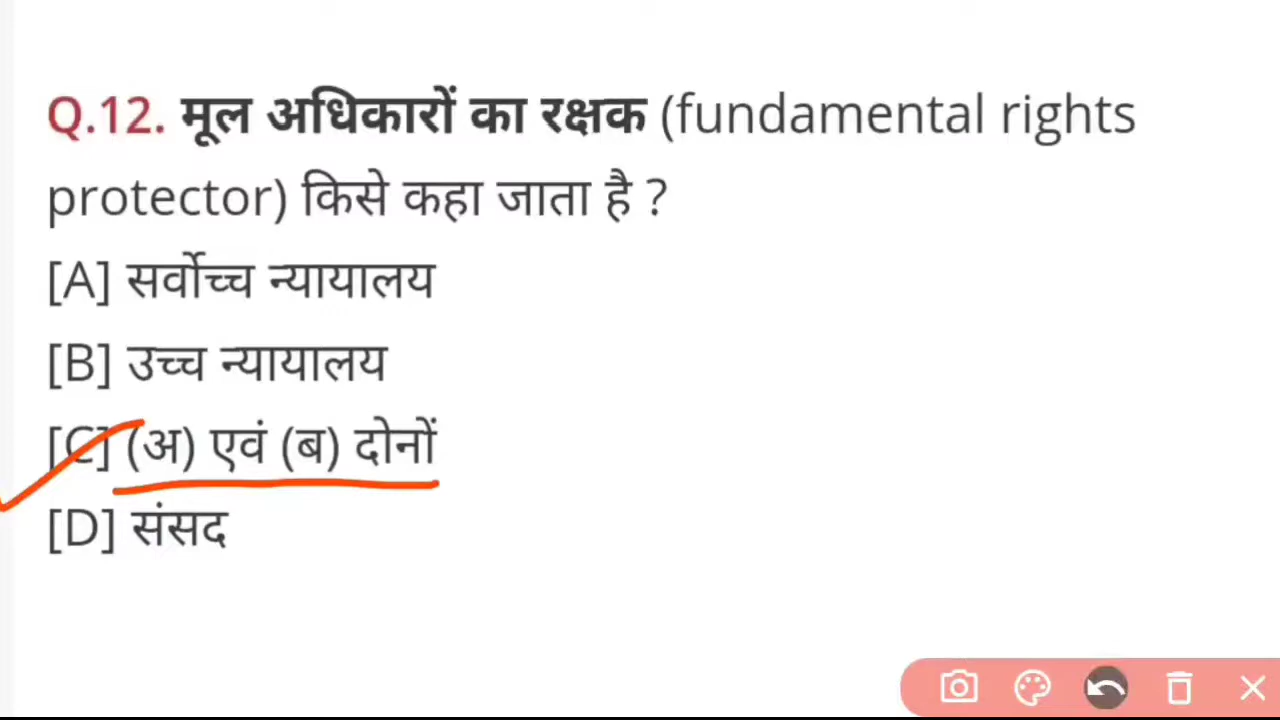 Q.12. मूल अधिकारों का रक्षक (fundamental rights
protector) किसे कहा जाता है ?
[A] सर्वोच्च न्यायालय
[B] उच्च न्यायालय
[C] (अ) एवं (ब) दोनों
[D] संसद